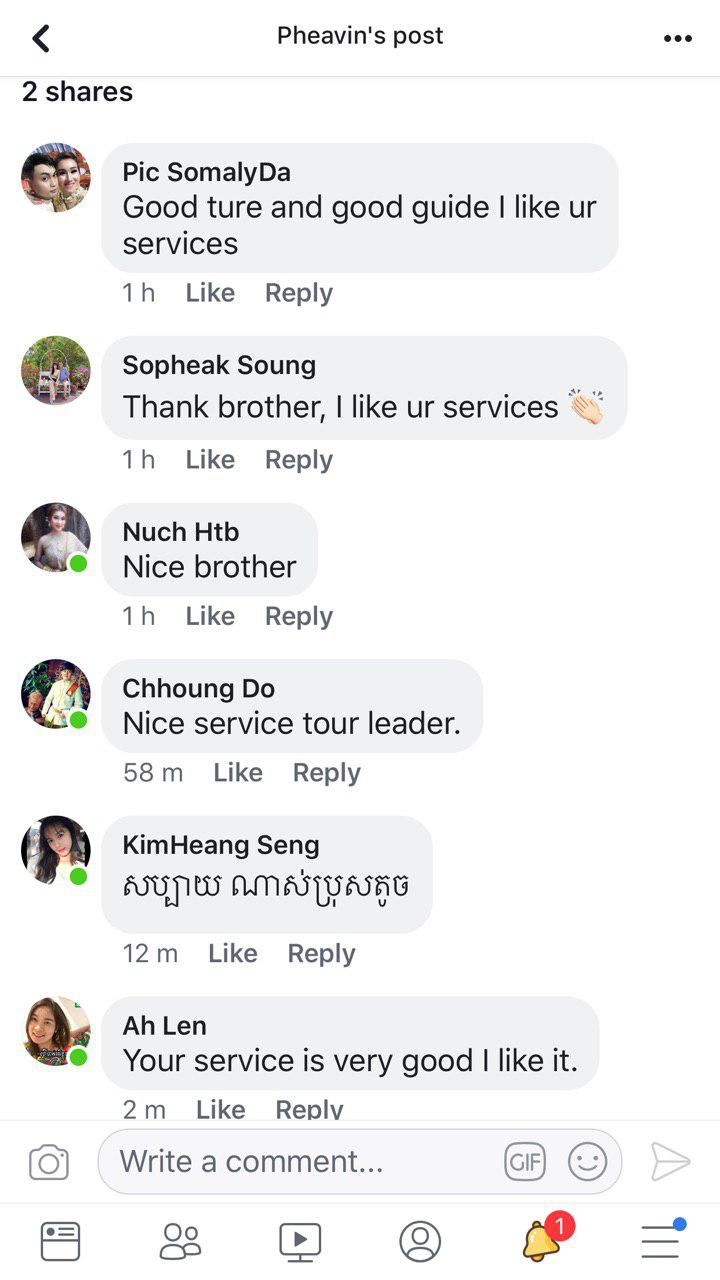 Pheavin's post
2 shares
Pic SomalyDa
Good ture and good guide I like ur
services
1 h Like Reply
Sopheak Soung
Thank brother, I like ur services 👏🏻
1 h Like Reply
Nuch Htb
Nice brother
1 h Like Reply
Chhoung Do
Nice service tour leader.
58 m Like Reply
KimHeang Seng
សប្បាយ ណាស់ប្រុសតូច
12 m Like Reply
Ah Len
Your service is very good I like it.
2 m Like Reply
Write a comment...
GIF
1